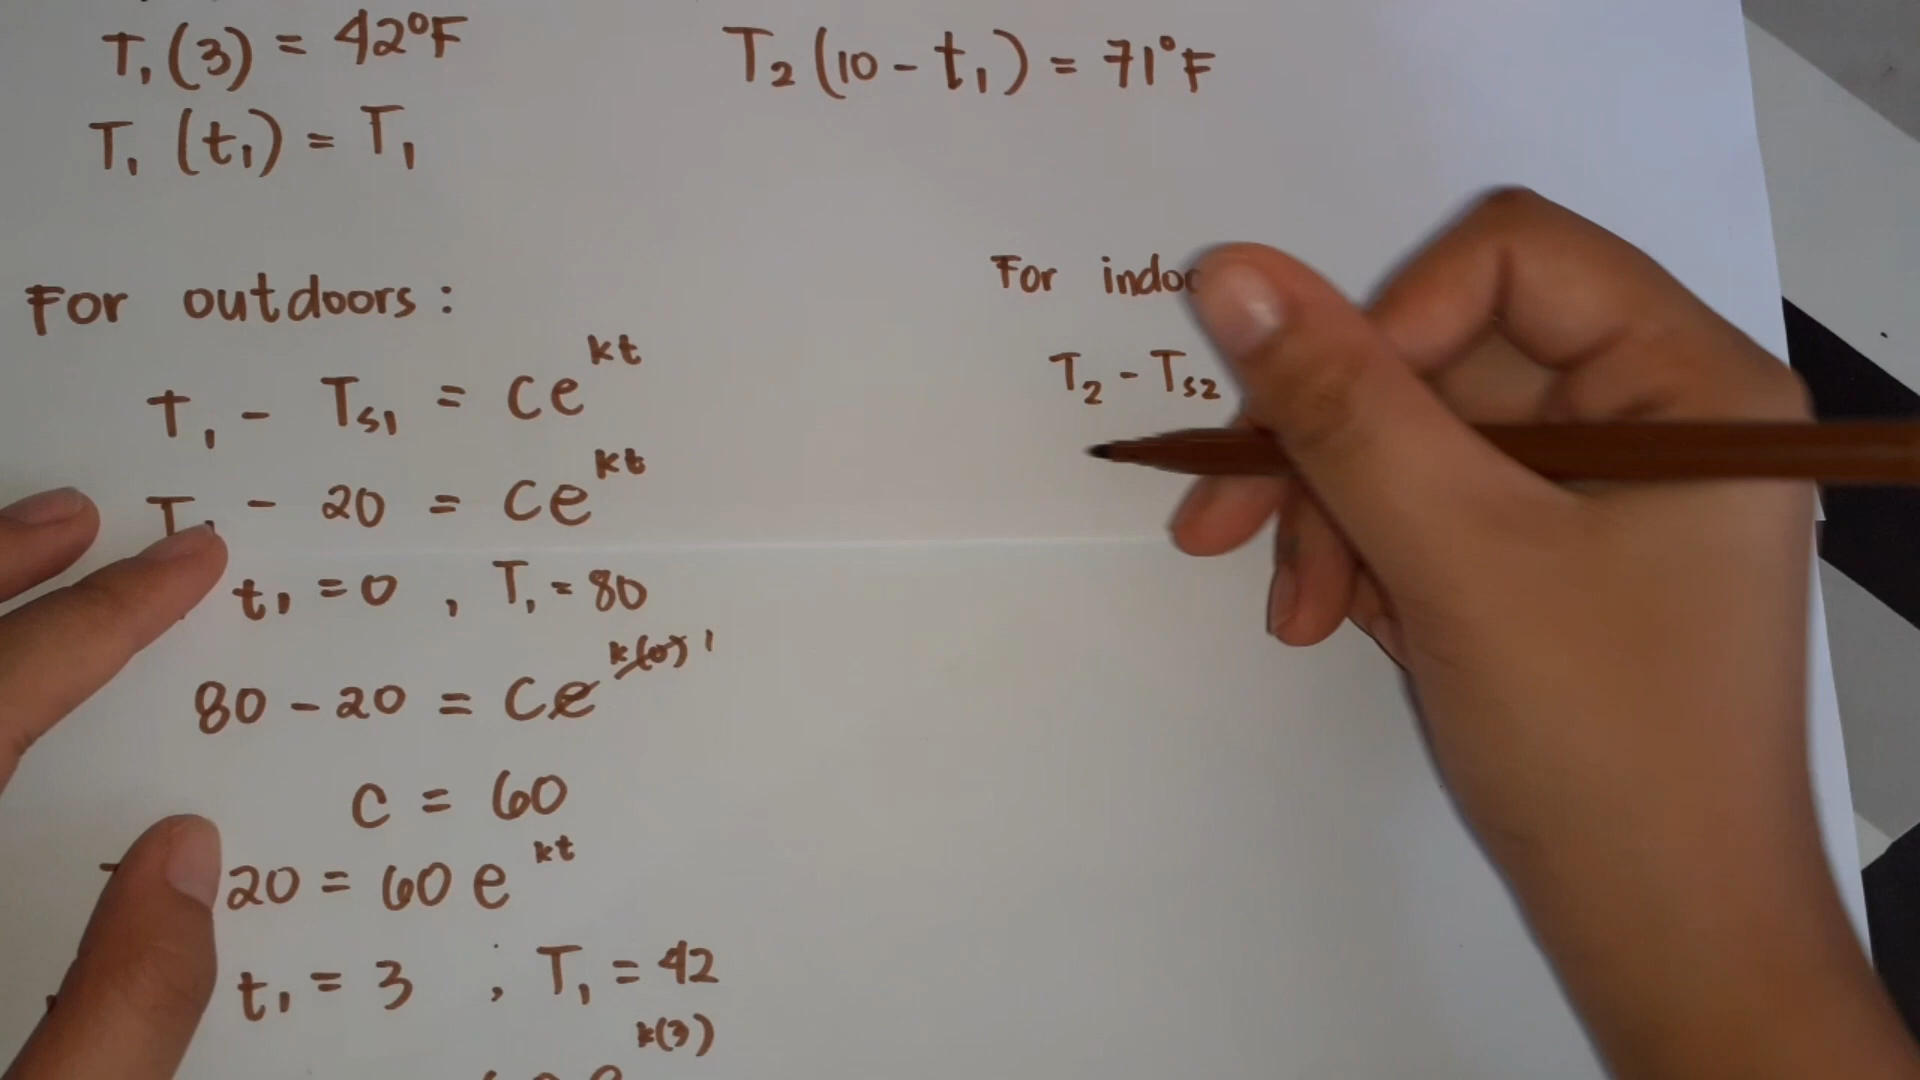 T₁(3) = 42°F
T₁(t₁) = T₁
T₂(10 - t₁) = 71°F
For outdoors :
T₁ - Ts₁ = Ce^kt
T₁ - 20 = Ce^kt
t₁ = 0 , T₁ = 80
80 - 20 = Ce^k(0) 1
C = 60
20 = 60 e^kt
t₁ = 3 ; T₁ = 42
k(3)
For
T₂ - Ts₂